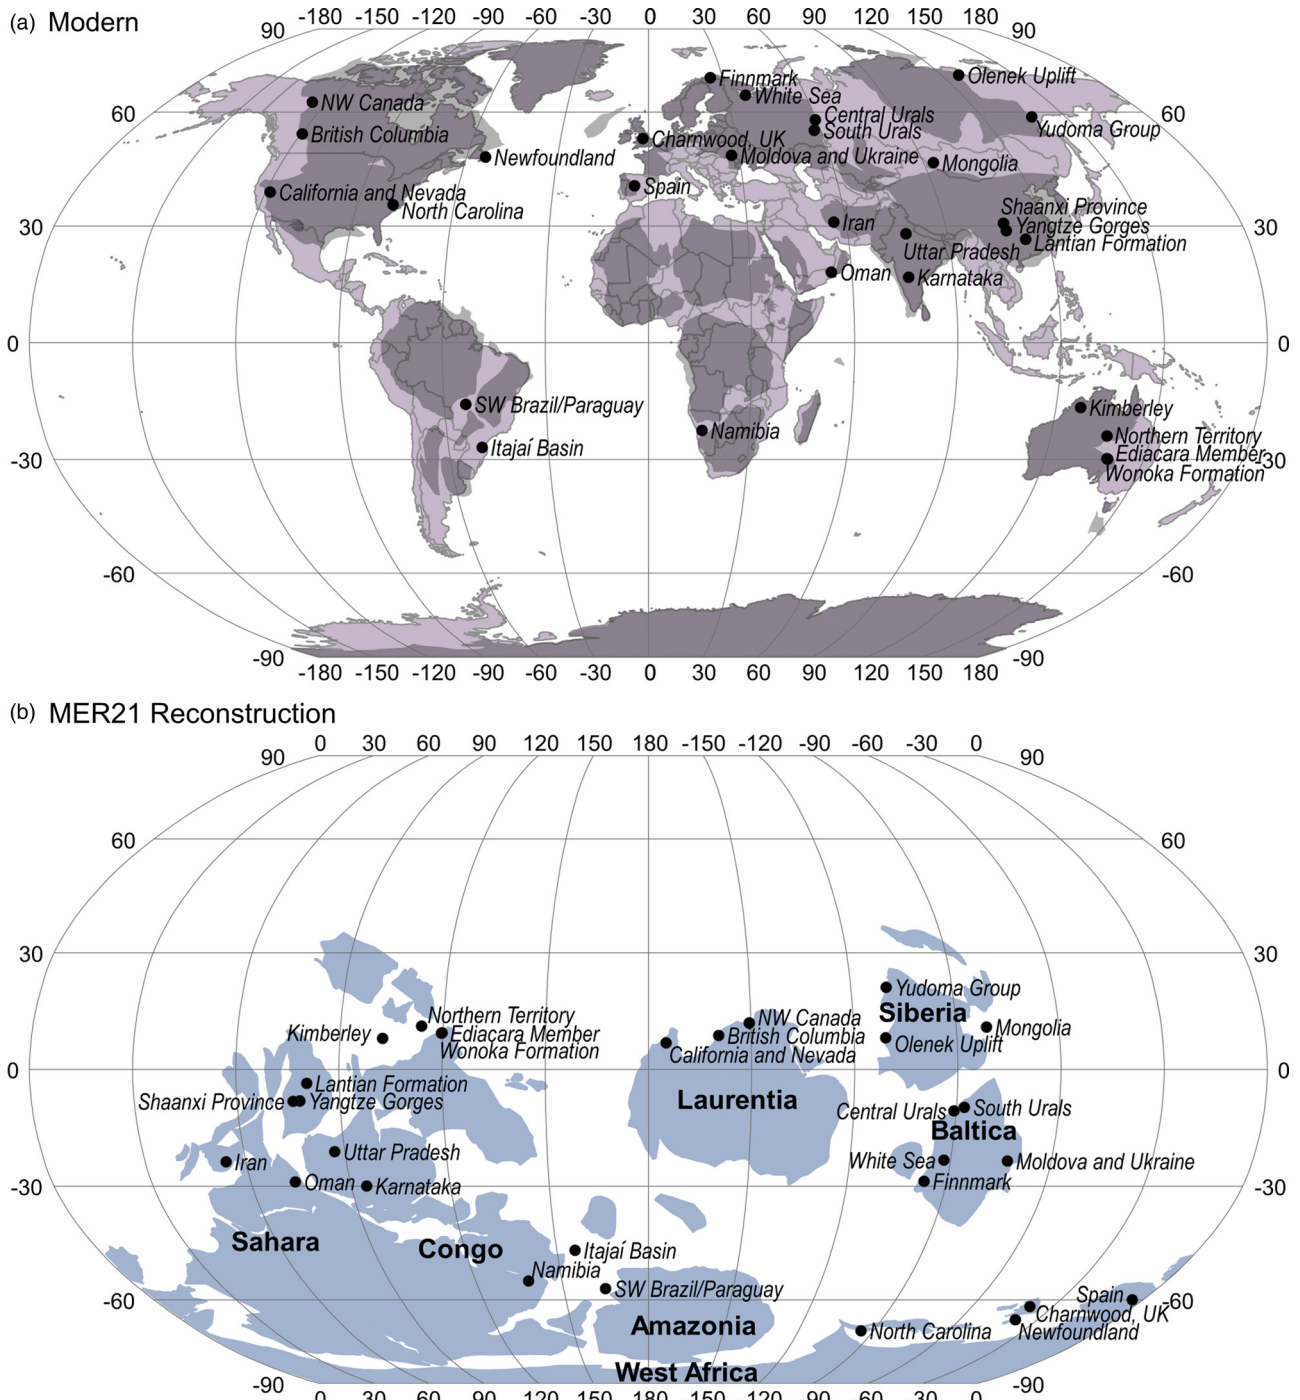 (a) Modern
-180 -150 -120 -90 -60 -30 0 30 60 90 120 150 180
90 90
Finnmark
Olenek Uplift
White Sea
NW Canada
60 60
Central Urals
Yudoma Group
South Urals
British Columbia
Charnwood, UK
Moldova and Ukraine
Newfoundland
Mongolia
Spain
California and Nevada
North Carolina
Shaanxi Province
30 30
Iran
Yangtze Gorges
Lantian Formation
Uttar Pradesh
Oman
Karnataka
0 0
SW Brazil/Paraguay
Kimberley
Namibia
Northern Territory
Itajaí Basin
Ediacara Member
-30 -30
Wonoka Formation
-60 -60
-90 -90
-180 -150 -120 -90 -60 -30 0 30 60 90 120 150 180
(b) MER21 Reconstruction
0 30 60 90 120 150 180 -150 -120 -90 -60 -30 0
90 90
60 60
30 30
Yudoma Group
Siberia
Northern Territory
NW Canada
Kimberley
Ediacara Member
British Columbia
Mongolia
Wonoka Formation
California and Nevada
Olenek Uplift
0 0
Lantian Formation
Shaanxi Province
Yangtze Gorges
Laurentia
Central Urals
South Urals
Baltica
Uttar Pradesh
Iran
White Sea
Moldova and Ukraine
Oman
Karnataka
Finnmark
-30 -30
Sahara
Congo
Itajaí Basin
Namibia
SW Brazil/Paraguay
Spain
-60 -60
Charnwood, UK
Amazonia
North Carolina
Newfoundland
West Africa
-90 -90
0 30 60 90 120 150 180 -150 -120 -90 -60 -30 0